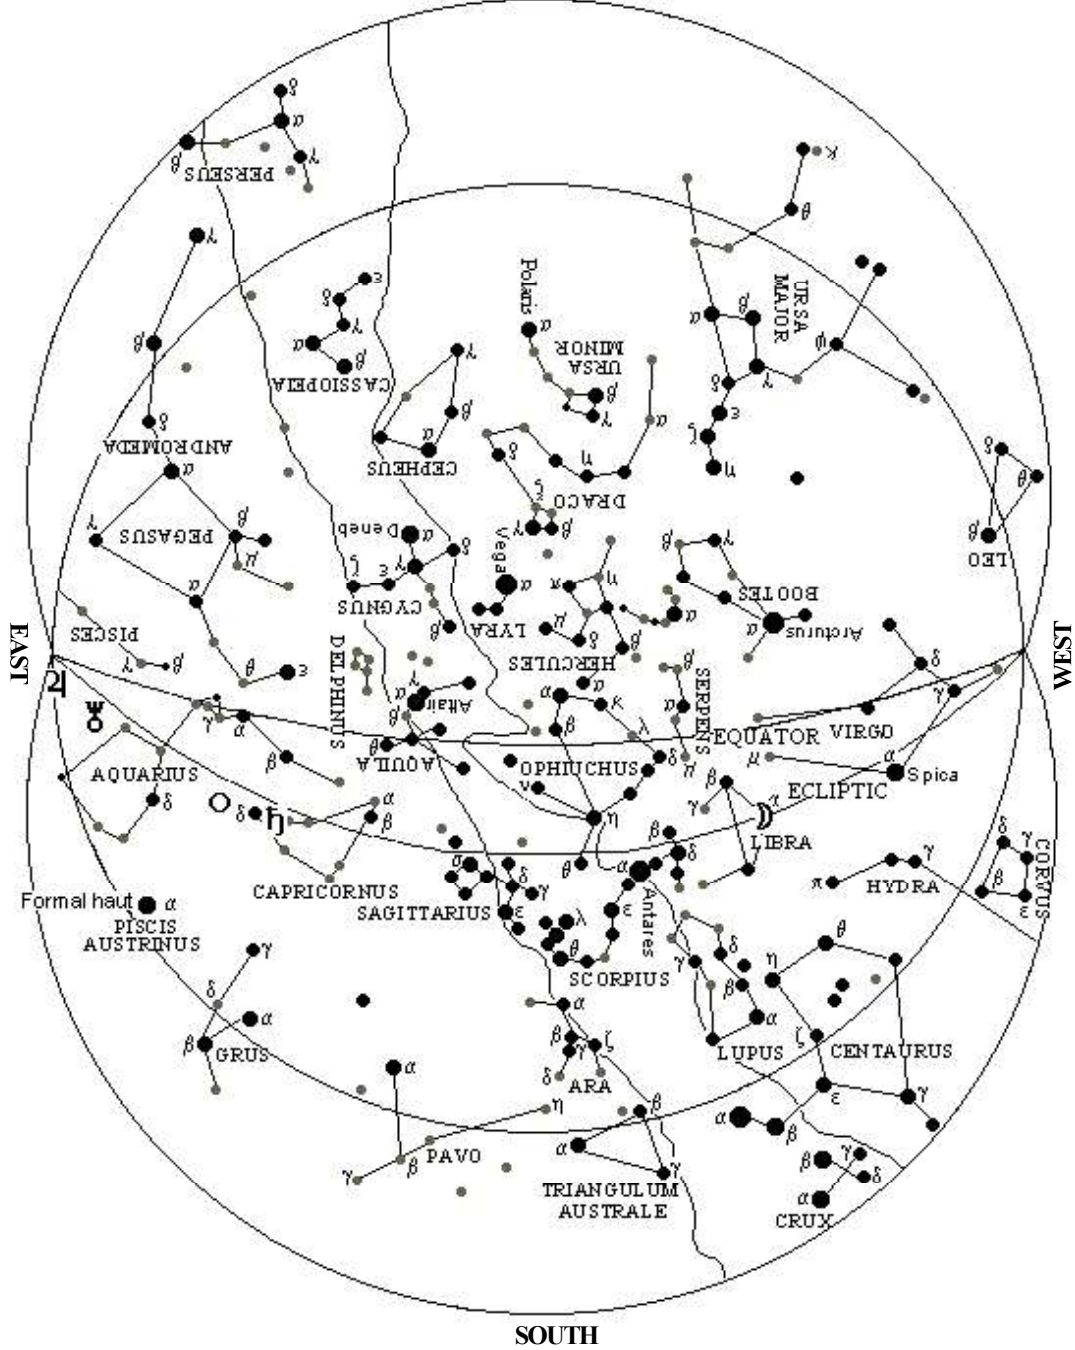 δ
α
β
γ
PERSEUS
κ
θ
γ
Polaris
α
URSA
MAJOR
ε
δ
γ
α
β
CASSIOPEIA
β
α
β
γ
URSA
MINOR
β
γ
α
β
γ
δ
φ
ε
ζ
η
δ
ANDROMEDA
α
β
α
CEPHEUS
δ
η
α
ζ
DRACO
γ
β
δ
θ
β
LEO
γ
PEGASUS
β
μ
α
Deneb
α
γ
δ
ζ
ε
CYGNUS
β
Vega
α
LYRA
π
η
μ
δ
β
HERCULES
α
α
β
γ
BOOTES
α
Arcturus
EAST
WEST
PISCES
γ
β
θ
ε
DELPHINUS
α
γ
Altair
β
θ
AQUILA
α
κ
β
λ
δ
OPHIUCHUS
ν
η
θ
β
SERPENS
α
μ
EQUATOR
VIRGO
δ
γ
μ
α
Spica
ECLIPTIC
γ
α
β
AQUARIUS
δ
δ
α
β
CAPRICORNUS
β
γ
α
LIBRA
σ
δ
γ
ε
SAGITTARIUS
β
δ
α
Antares
ε
λ
θ
SCORPIUS
π
HYDRA
γ
δ
γ
β
ε
CORVUS
Formal haut
α
PISCIS
AUSTRINUS
γ
δ
α
β
GRUS
γ
δ
β
α
LUPUS
θ
η
ζ
CENTAURUS
ε
γ
α
β
α
β
γ
ζ
δ
ARA
α
η
β
γ
PAVO
β
α
γ
TRIANGULUM
AUSTRALE
β
γ
δ
α
CRUX
SOUTH